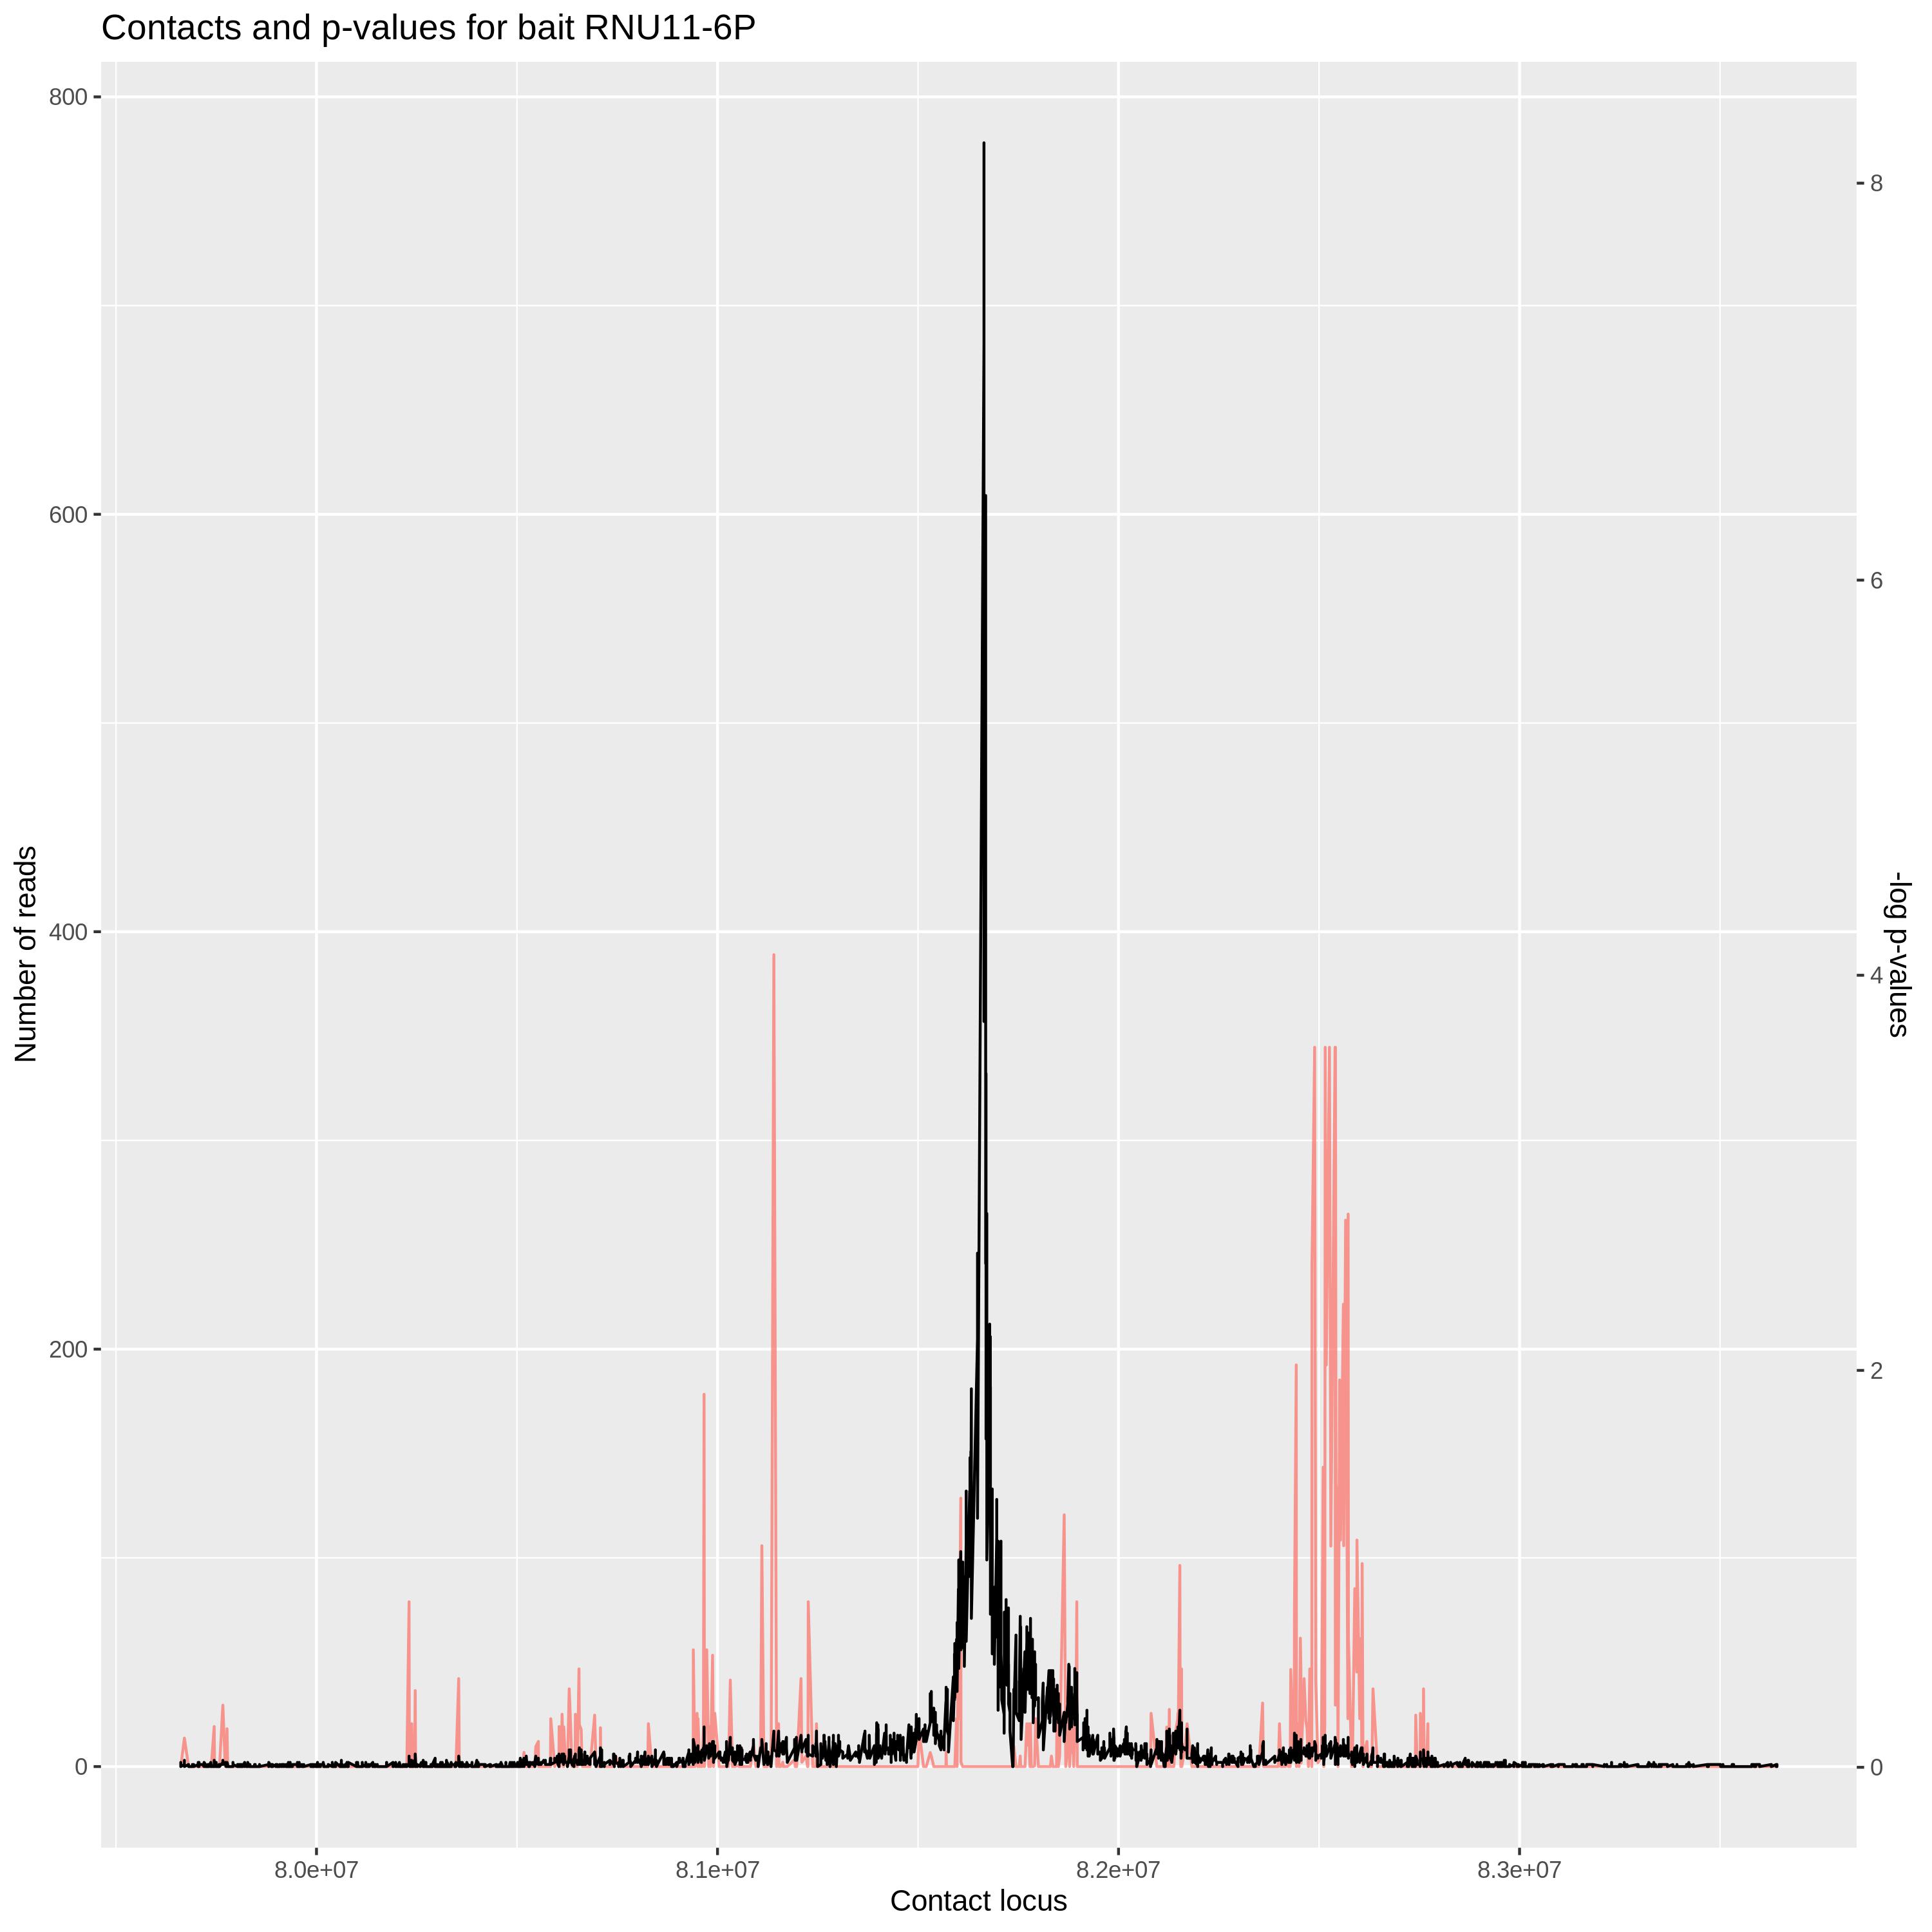 Contacts and p-values for bait RNU11-6P
800
600
400
200
0
Number of reads
8
6
4
2
0
-log p-values
8.0e+07
8.1e+07
8.2e+07
8.3e+07
Contact locus